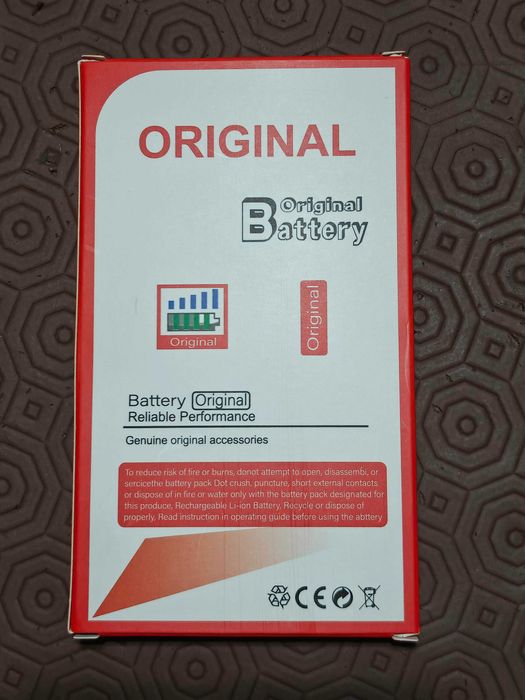 ORIGINAL
Original
Battery
Original
Original
Battery Original
Reliable Performance
Genuine original accessories
To reduce risk of fire or burns, donot attempt to open, disassembi, or
sercicethe battery pack Dot crush, puncture, short external contacts
or dispose of in fire or water only with the battery pack designated for
this produce, Rechargeable Li-ion Battery, Recycle or dispose of
properly, Read instruction in operating guide before using the abttery
CE